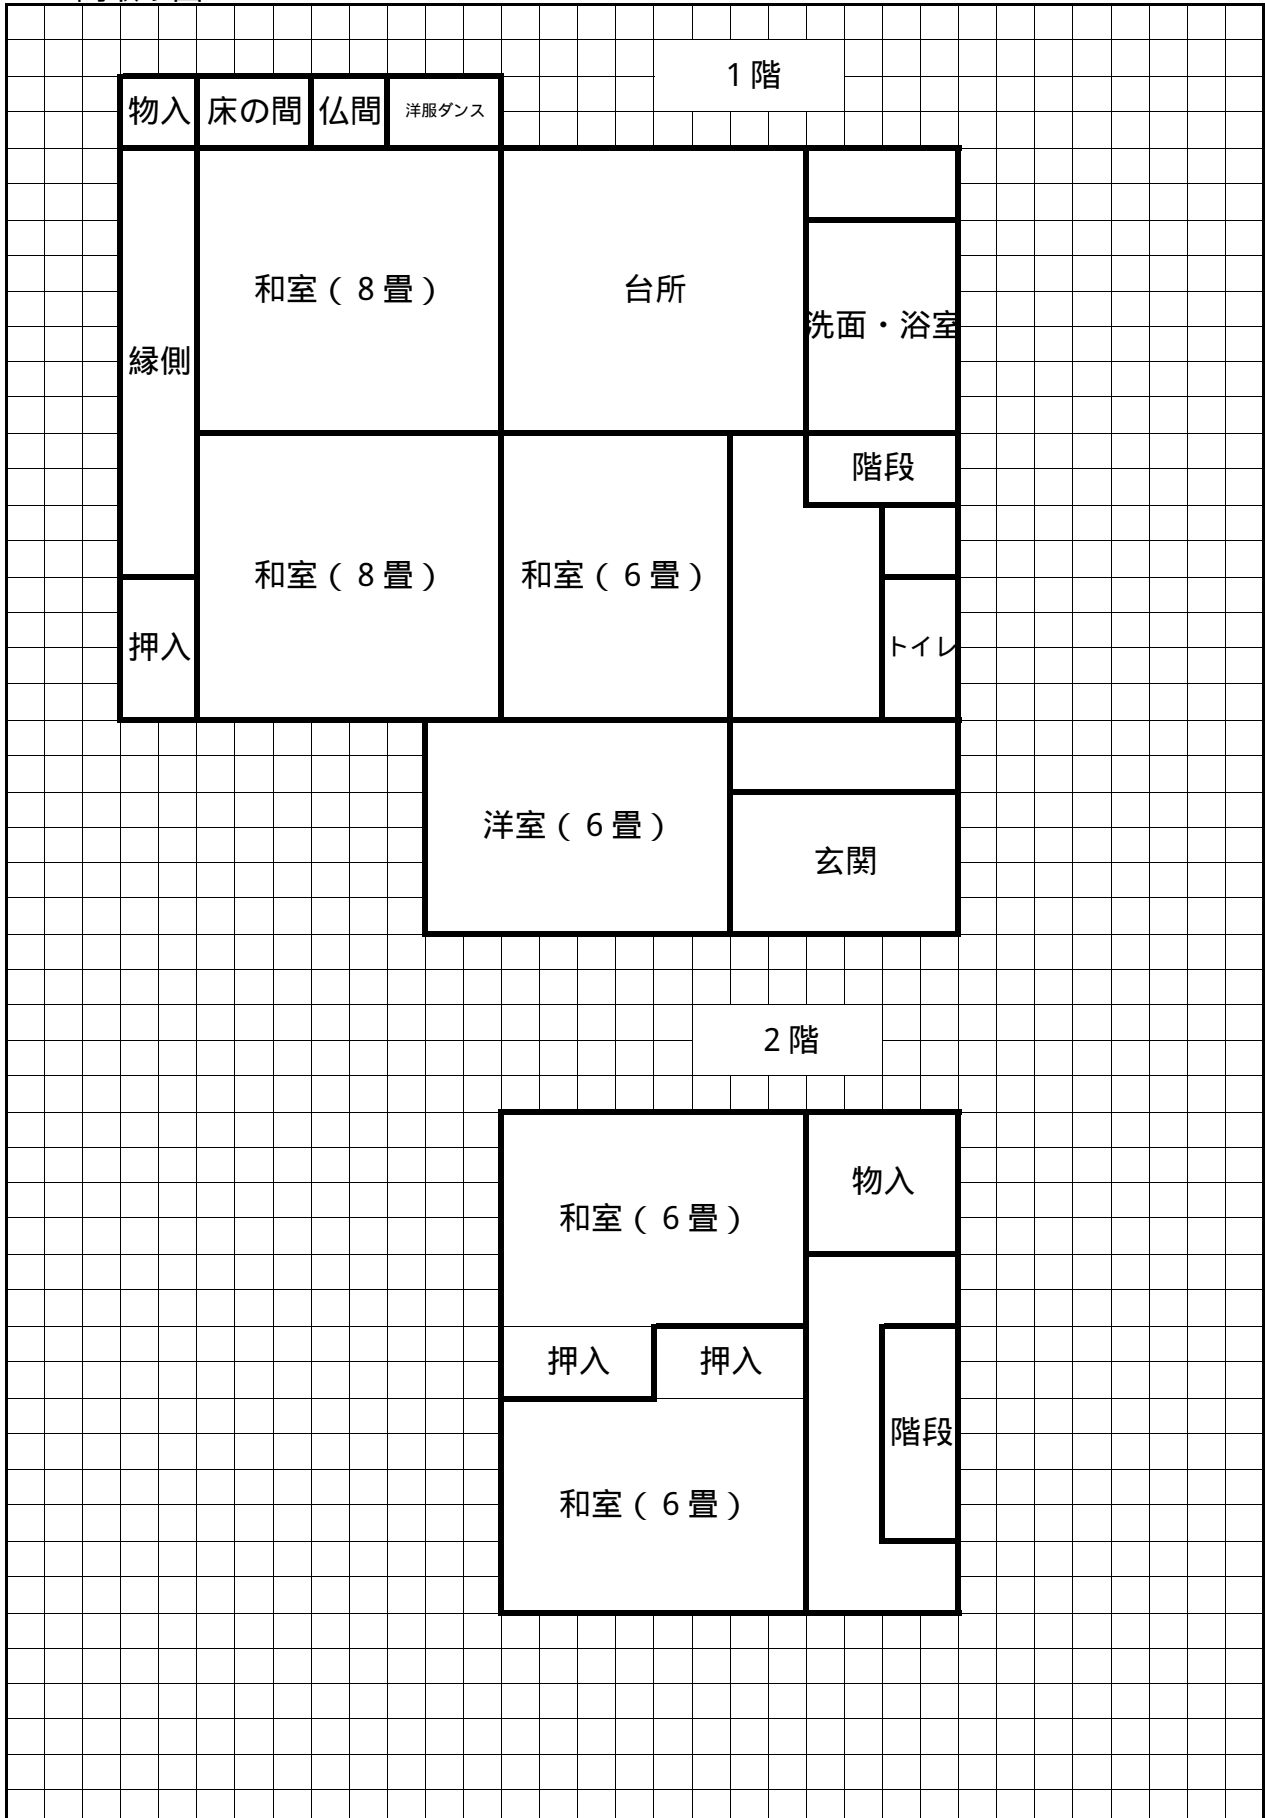 1階
物入 床の間 仏間 洋服ダンス
和室(8畳) 台所
洗面・浴室
縁側
階段
和室(8畳) 和室(6畳)
押入 トイレ
洋室(6畳)
玄関
2階
物入
和室(6畳)
押入 押入
階段
和室(6畳)